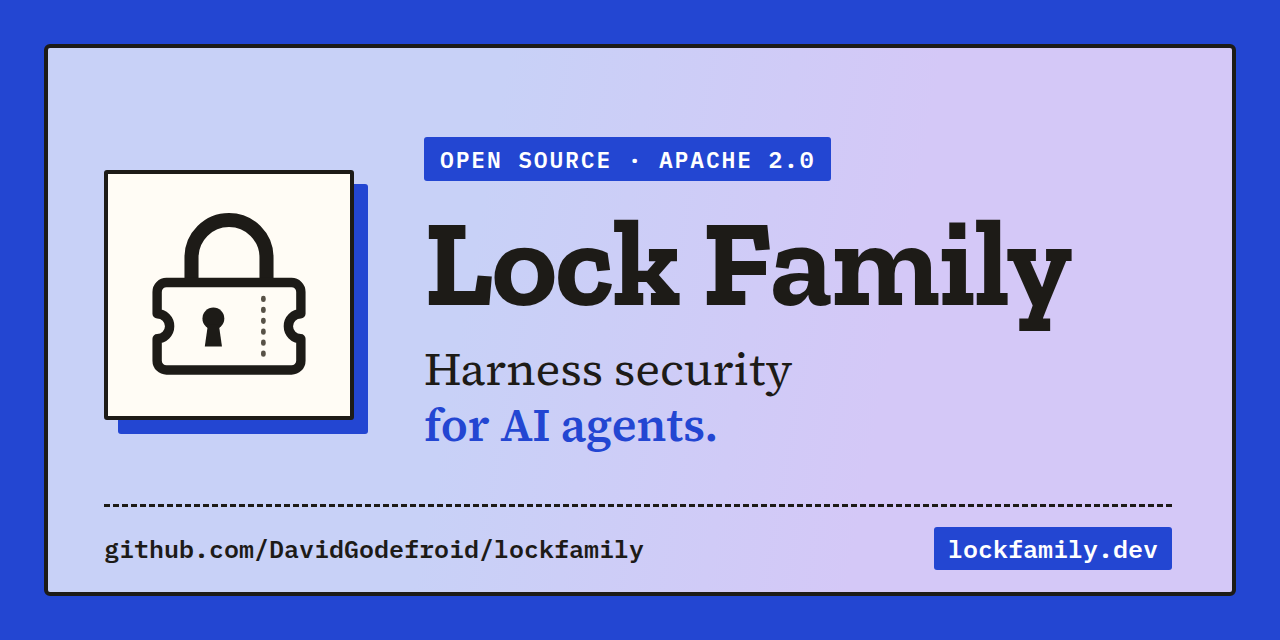 OPEN SOURCE · APACHE 2.0
Lock Family
Harness security
for AI agents.
github.com/DavidGodefroid/lockfamily
lockfamily.dev